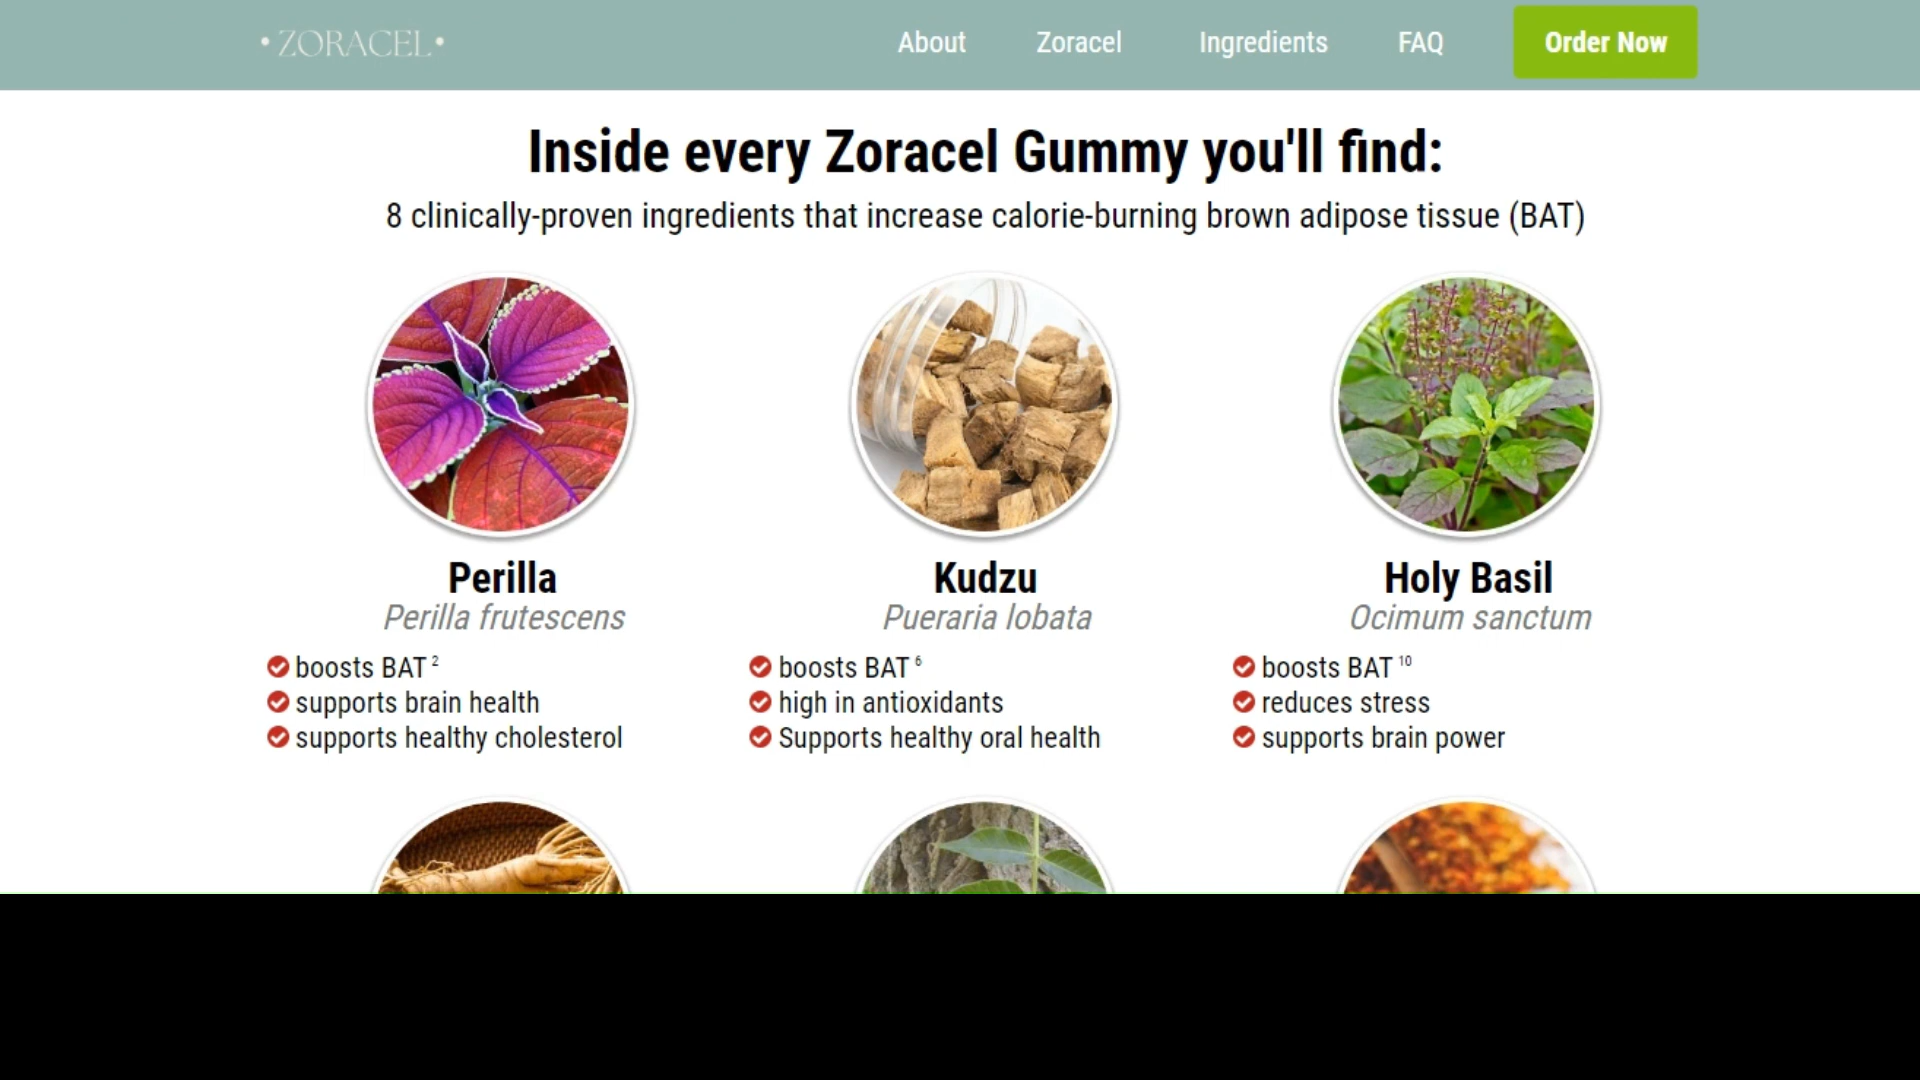 • ZORACEL •
About
Zoracel
Ingredients
FAQ
Order Now
Inside every Zoracel Gummy you'll find:
8 clinically-proven ingredients that increase calorie-burning brown adipose tissue (BAT)
Perilla
Perilla frutescens
boosts BAT 2
supports brain health
supports healthy cholesterol
Kudzu
Pueraria lobata
boosts BAT 6
high in antioxidants
Supports healthy oral health
Holy Basil
Ocimum sanctum
boosts BAT 10
reduces stress
supports brain power